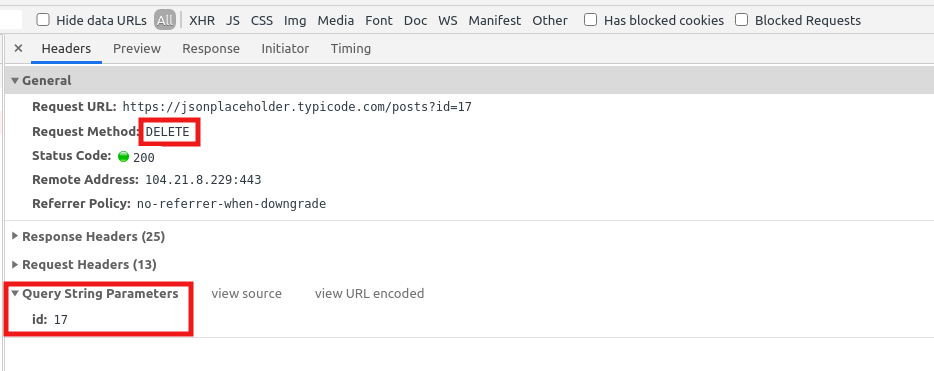 Hide data URLs All XHR JS CSS Img Media Font Doc WS Manifest Other Has blocked cookies Blocked Requests
× Headers Preview Response Initiator Timing
General
Request URL: https://jsonplaceholder.typicode.com/posts?id=17
Request Method: DELETE
Status Code: 200
Remote Address: 104.21.8.229:443
Referrer Policy: no-referrer-when-downgrade
Response Headers (25)
Request Headers (13)
Query String Parameters view source view URL encoded
id: 17